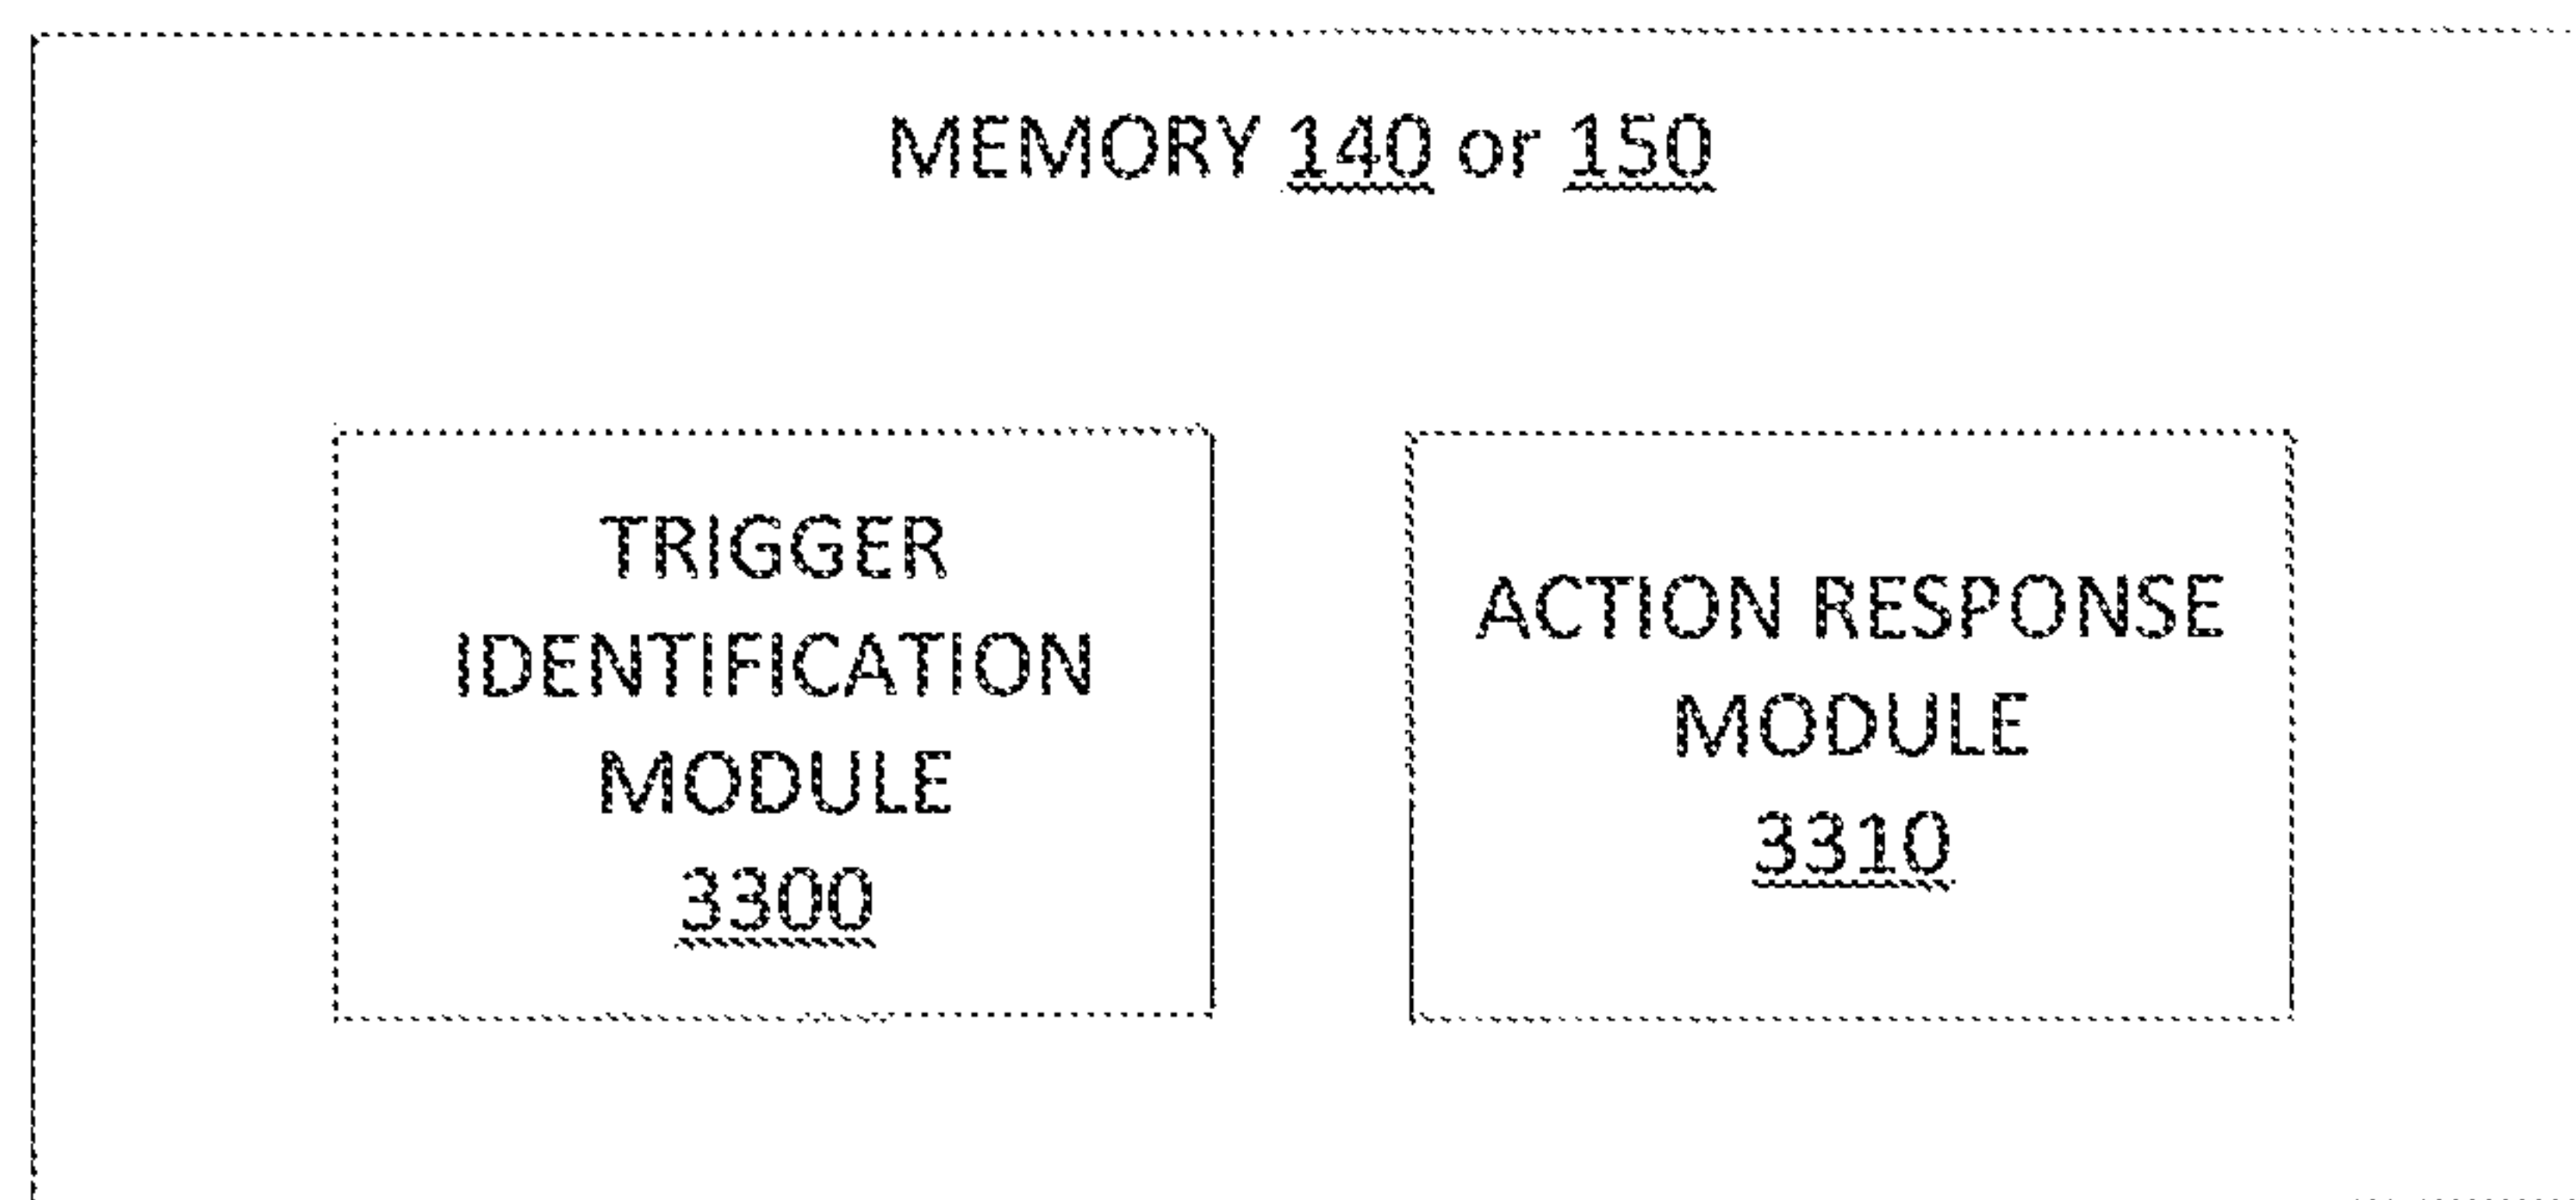 MEMORY 140 or 150
TRIGGER
IDENTIFICATION
MODULE
3300
ACTION RESPONSE
MODULE
3310